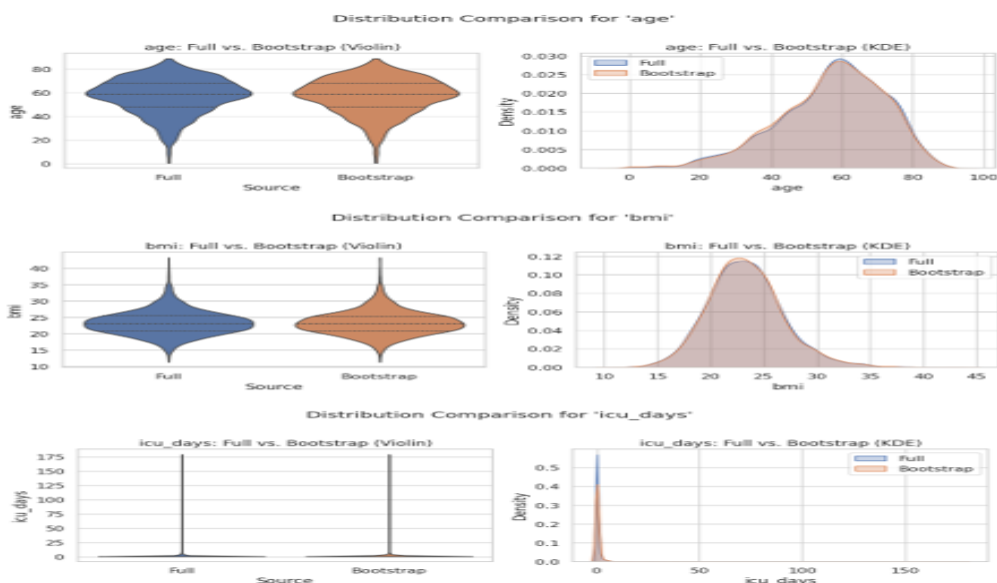 Distribution Comparison for 'age'
age: Full vs. Bootstrap (Violin)
age: Full vs. Bootstrap (KDE)
80
60
40
20
0
age
Full
Bootstrap
Source
0.030
0.025
0.020
0.015
0.010
0.005
0.000
Density
Full
Bootstrap
0
20
40
60
80
100
age
Distribution Comparison for 'bmi'
bmi: Full vs. Bootstrap (Violin)
bmi: Full vs. Bootstrap (KDE)
40
35
30
25
20
15
10
bmi
Full
Bootstrap
Source
0.12
0.10
0.08
0.06
0.04
0.02
0.00
Density
Full
Bootstrap
10
15
20
25
30
35
40
45
bmi
Distribution Comparison for 'icu_days'
icu_days: Full vs. Bootstrap (Violin)
icu_days: Full vs. Bootstrap (KDE)
175
150
125
100
75
50
25
0
icu_days
Full
Bootstrap
Source
0.5
0.4
0.3
0.2
0.1
0.0
Density
Full
Bootstrap
0
50
100
150
icu_days